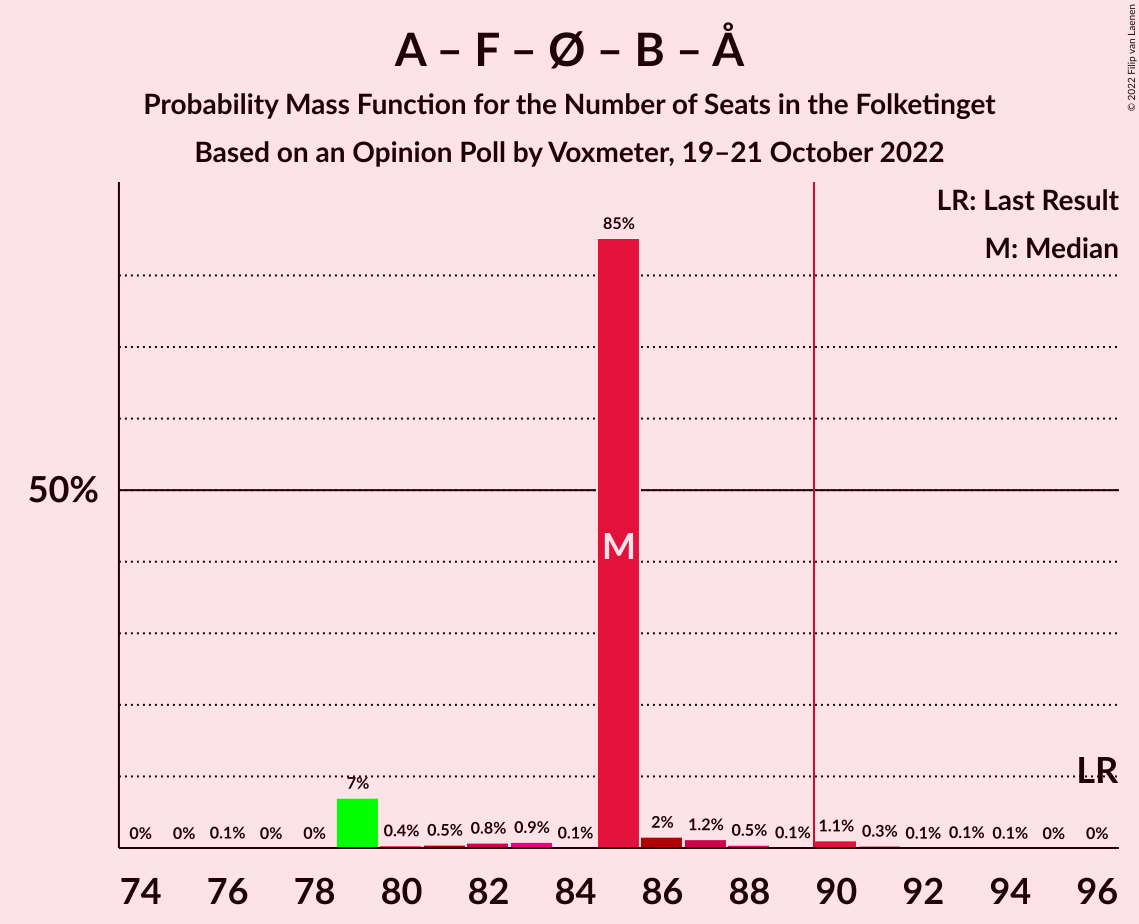 A – F – Ø – B – Å
Probability Mass Function for the Number of Seats in the Folketinget
Based on an Opinion Poll by Voxmeter, 19–21 October 2022
© 2022 Filip van Laenen
LR: Last Result
M: Median
85%
50%
M
LR
7%
0% 0% 0.1% 0% 0% 0.4% 0.5% 0.8% 0.9% 0.1% 2% 1.2% 0.5% 0.1% 1.1% 0.3% 0.1% 0.1% 0.1% 0% 0%
74 76 78 80 82 84 86 88 90 92 94 96